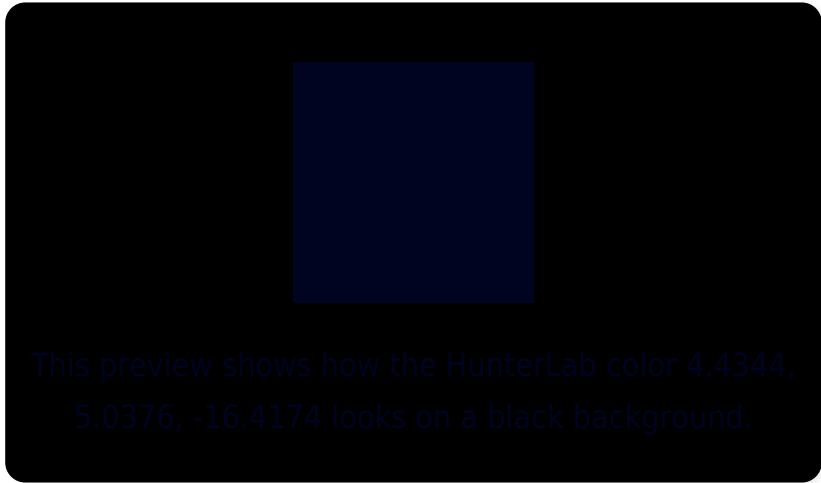 This preview shows how the HunterLab color 4.4344,
5.0376, -16.4174 looks on a black background.